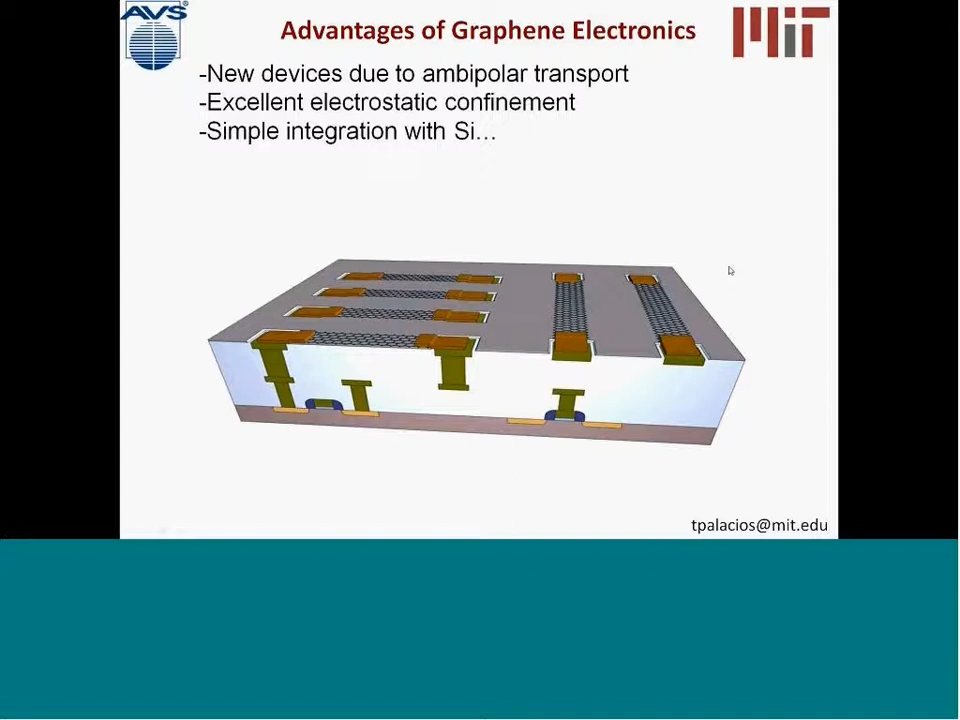 AVS
Advantages of Graphene Electronics
MIT
-New devices due to ambipolar transport
-Excellent electrostatic confinement
-Simple integration with Si...
tpalacios@mit.edu